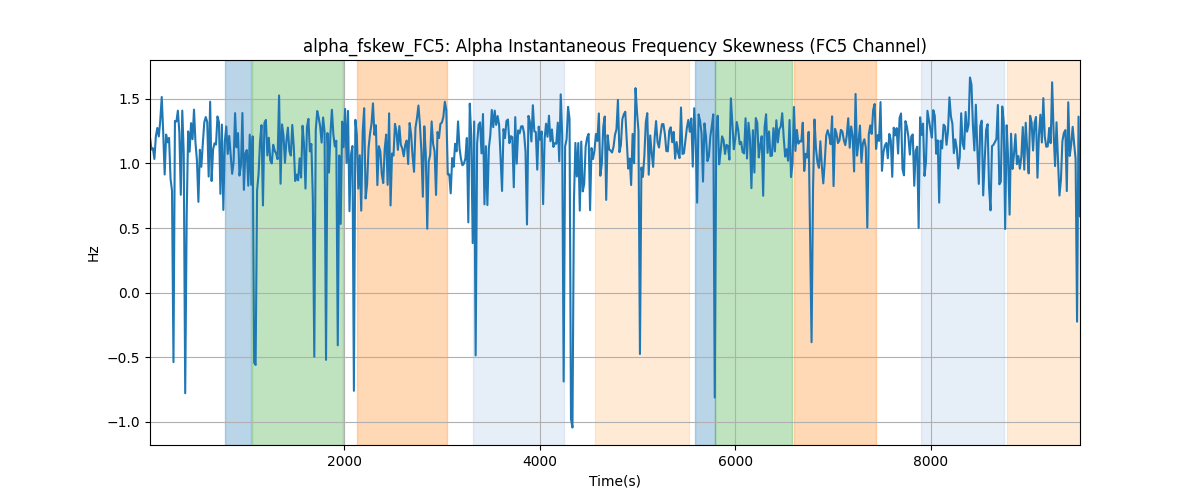 alpha_fskew_FC5: Alpha Instantaneous Frequency Skewness (FC5 Channel)
1.5
1.0
0.5
0.0
−0.5
−1.0
Hz
2000 4000 6000 8000
Time(s)